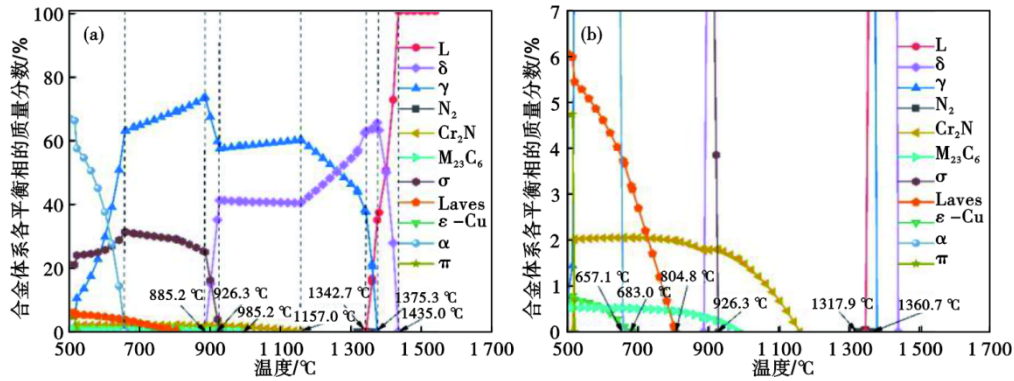 合金体系各平衡相的质量分数/%
100
80
60
40
20
0
(a)
L
δ
γ
N₂
Cr₂N
M₂₃C₆
σ
Laves
ε-Cu
α
π
885.2 ℃
926.3 ℃
985.2 ℃
1157.0 ℃
1342.7 ℃
1375.3 ℃
1435.0 ℃
500 700 900 1 100 1 300 1 500 1 700
温度/℃
合金体系各平衡相的质量分数/%
7
6
5
4
3
2
1
0
(b)
L
δ
γ
N₂
Cr₂N
M₂₃C₆
σ
Laves
ε-Cu
α
π
657.1 ℃
683.0 ℃
804.8 ℃
926.3 ℃
1317.9 ℃
1360.7 ℃
500 700 900 1 100 1 300 1 500 1 700
温度/℃